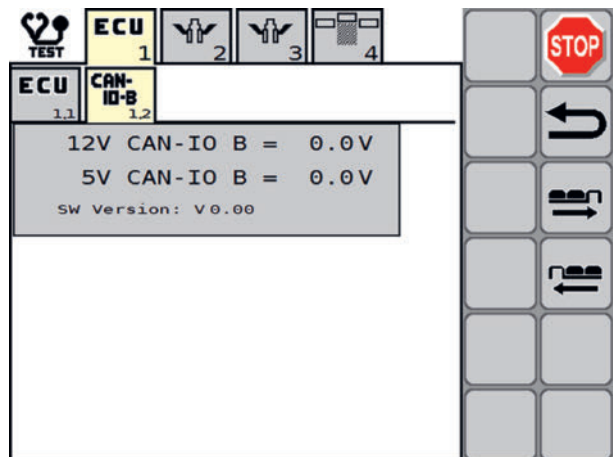 TEST
ECU
1
2
3
4
STOP
ECU
1,1
CAN-
IO-B
1,2
12V CAN-IO B = 0.0V
5V CAN-IO B = 0.0V
SW Version: V0.00